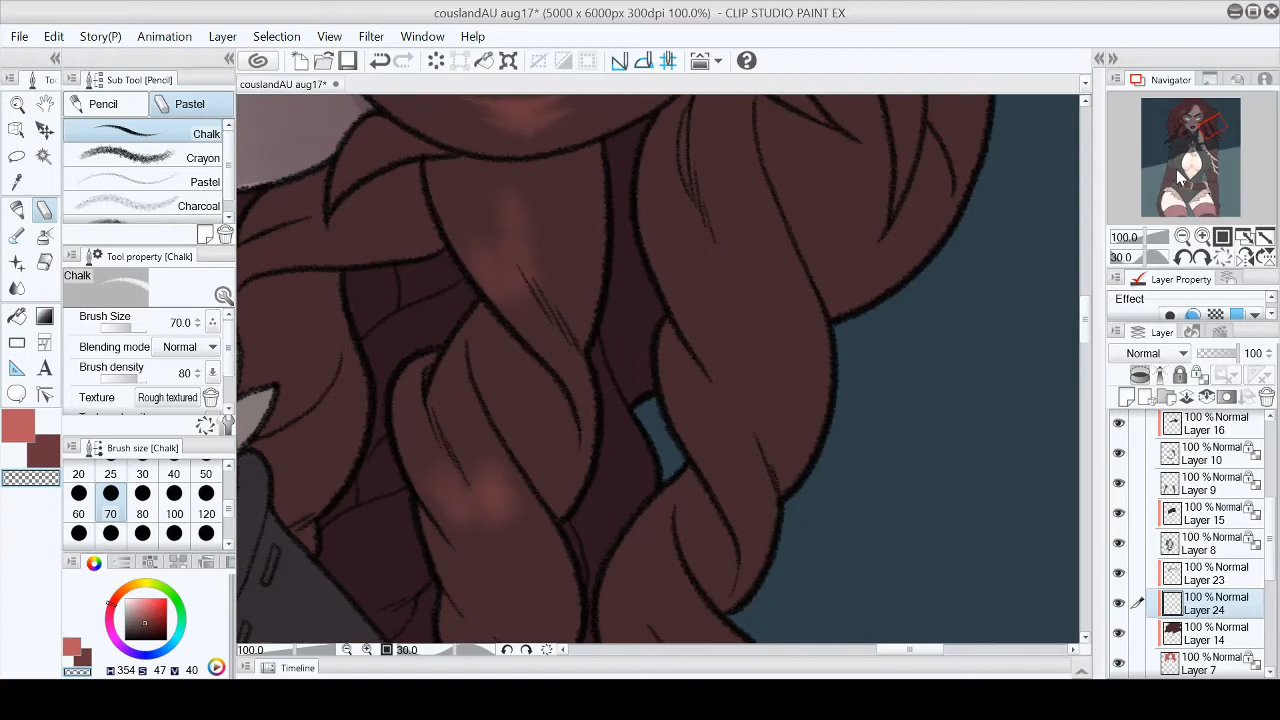 couslandAU aug17* (5000 x 6000px 300dpi 100.0%) - CLIP STUDIO PAINT EX
File Edit Story(P) Animation Layer Selection View Filter Window Help
Sub Tool [Pencil]
Pencil Pastel
Chalk
Crayon
Pastel
Charcoal
Tool property [Chalk]
Chalk
Brush Size 70.0
Blending mode Normal
Brush density 80
Texture Rough textured
Brush size [Chalk]
20 25 30 40 50
60 70 80 100 120
H 354 S 47 V 40
couslandAU aug17*
100.0 30.0
Timeline
Navigator
100.0
30.0
Layer Property
Effect
Layer
Normal 100
100 % Normal
Layer 16
100 % Normal
Layer 10
100 % Normal
Layer 9
100 % Normal
Layer 15
100 % Normal
Layer 8
100 % Normal
Layer 23
100 % Normal
Layer 24
100 % Normal
Layer 14
100 % Normal
Layer 7